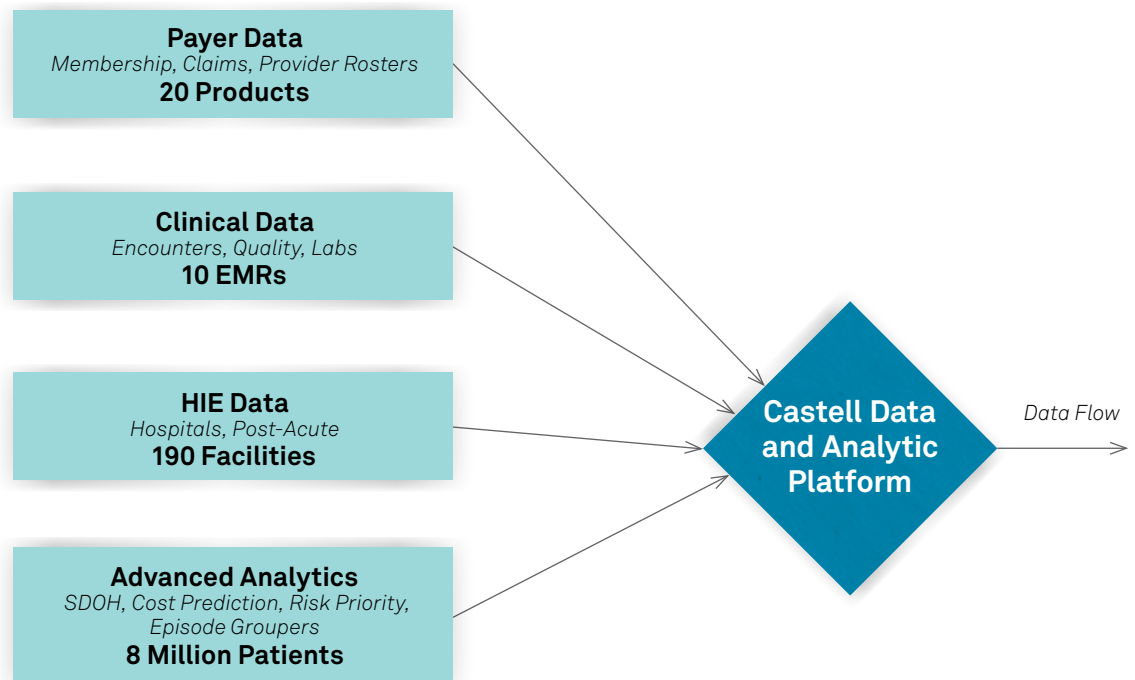 Payer Data
Membership, Claims, Provider Rosters
20 Products
Clinical Data
Encounters, Quality, Labs
10 EMRs
HIE Data
Hospitals, Post-Acute
190 Facilities
Advanced Analytics
SDOH, Cost Prediction, Risk Priority,
Episode Groupers
8 Million Patients
Castell Data
and Analytic
Platform
Data Flow